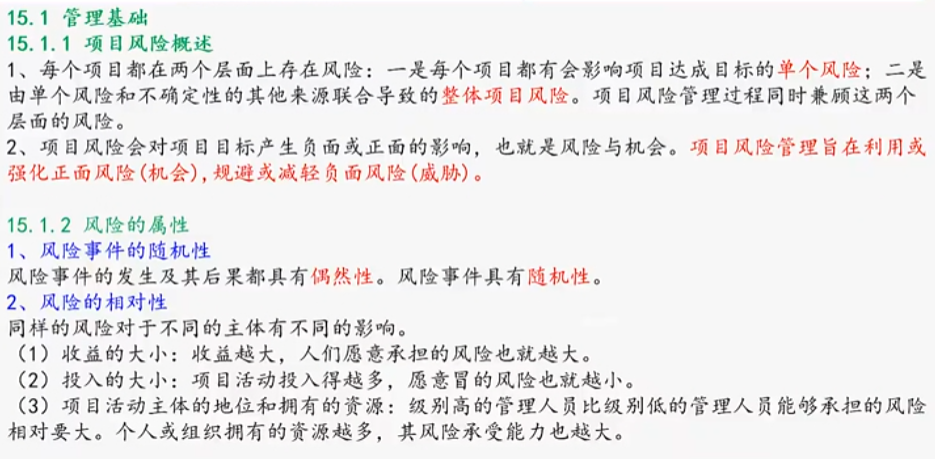 15.1 管理基础
15.1.1 项目风险概述
1、每个项目都在两个层面上存在风险：一是每个项目都有会影响项目达成目标的单个风险；二是
由单个风险和不确定性的其他来源联合导致的整体项目风险。项目风险管理过程同时兼顾这两个
层面的风险。
2、项目风险会对项目目标产生负面或正面的影响，也就是风险与机会。项目风险管理旨在利用或
强化正面风险(机会),规避或减轻负面风险(威胁)。
15.1.2 风险的属性
1、风险事件的随机性
风险事件的发生及其后果都具有偶然性。风险事件具有随机性。
2、风险的相对性
同样的风险对于不同的主体有不同的影响。
（1）收益的大小：收益越大，人们愿意承担的风险也就越大。
（2）投入的大小：项目活动投入得越多，愿意冒的风险也就越小。
（3）项目活动主体的地位和拥有的资源：级别高的管理人员比级别低的管理人员能够承担的风险
相对要大。个人或组织拥有的资源越多，其风险承受能力也越大。